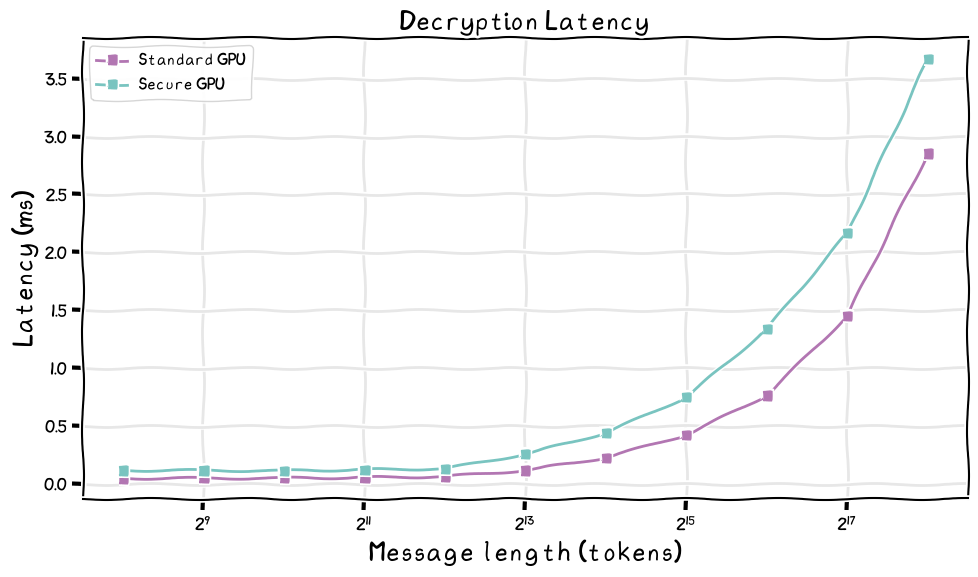 Decryption Latency
Standard GPU
Secure GPU
Latency (ms)
3.5
3.0
2.5
2.0
1.5
1.0
0.5
0.0
2⁹ 2¹¹ 2¹³ 2¹⁵ 2¹⁷
Message length (tokens)